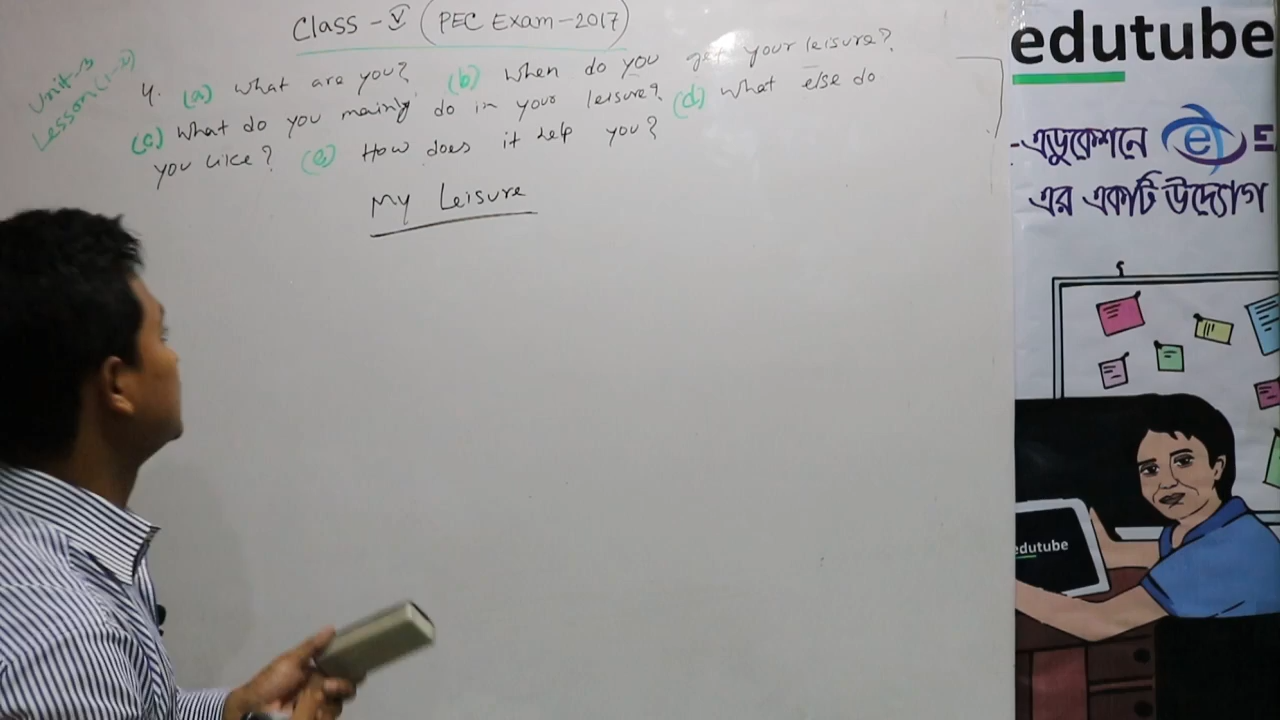 Class - V (PEC Exam - 2017)
Unit-3
Lesson (1-2)
4. (a) What are you? (b) When do you get your leisure?
(c) What do you mainly do in your leisure? (d) What else do
you like? (e) How does it help you?
My Leisure
edutube
-এডুকেশনে e E
এর একটি উদ্যোগ
edutube